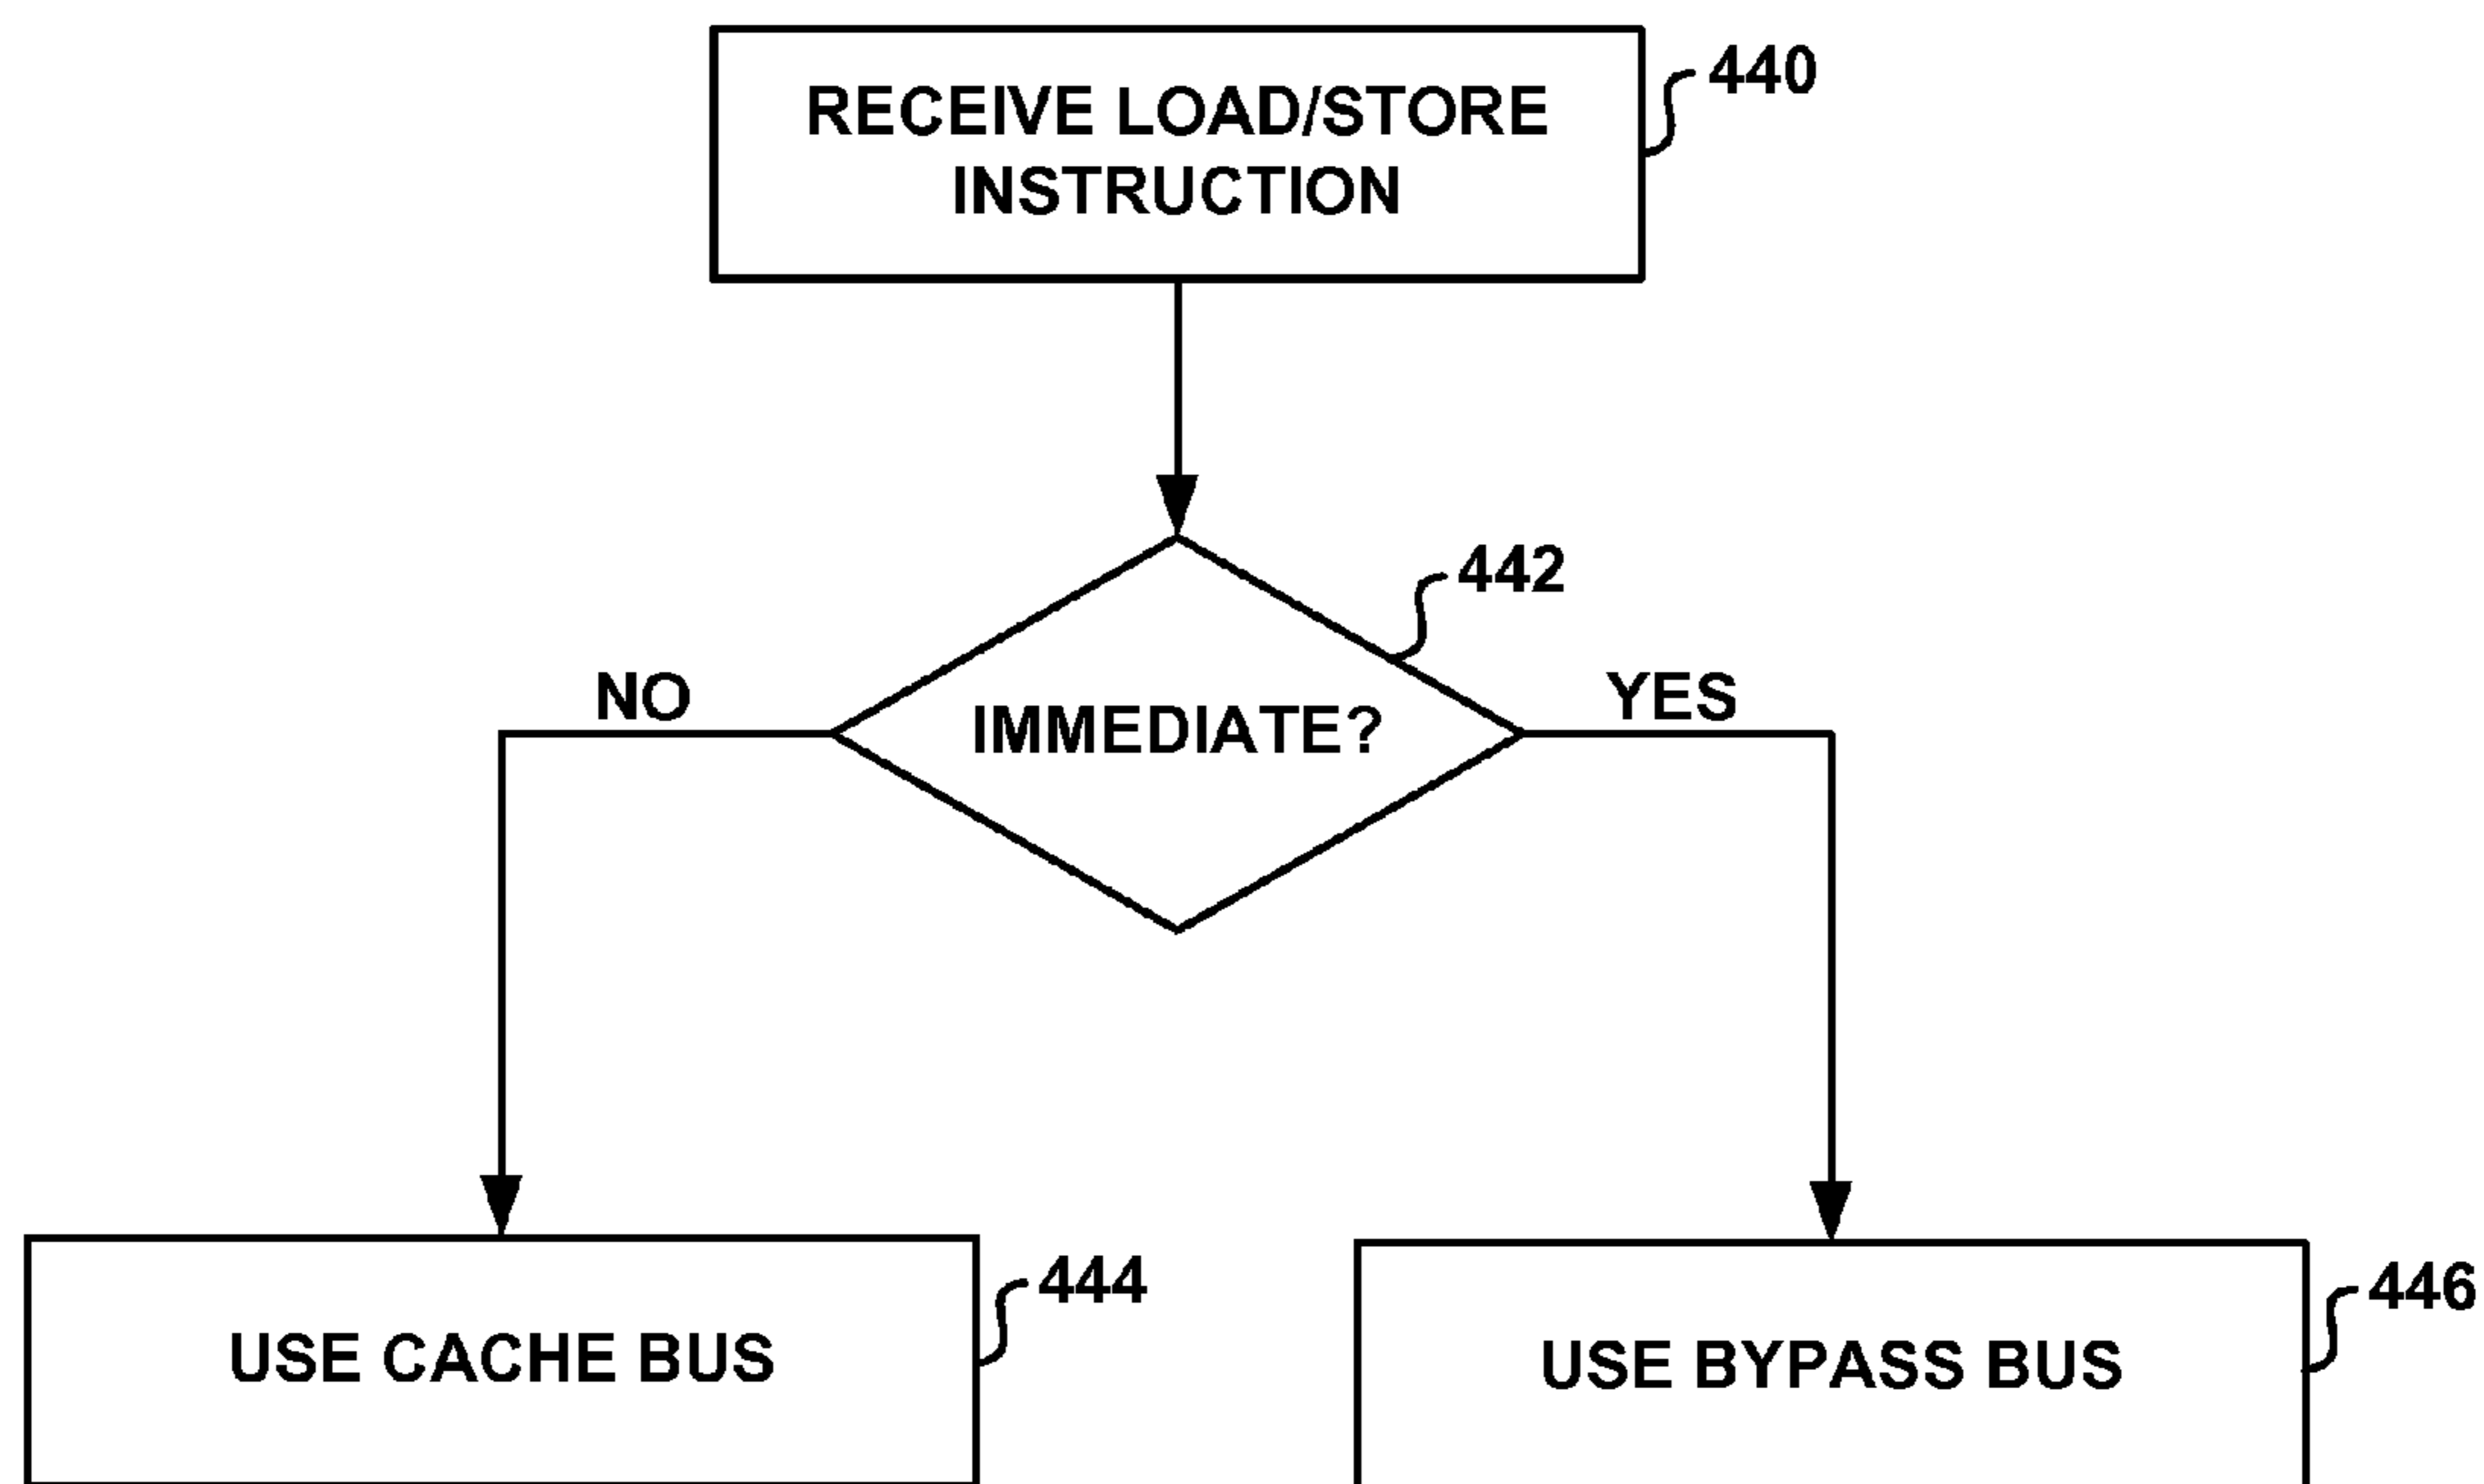 RECEIVE LOAD/STORE
INSTRUCTION
440
442
NO
IMMEDIATE?
YES
USE CACHE BUS
444
USE BYPASS BUS
446